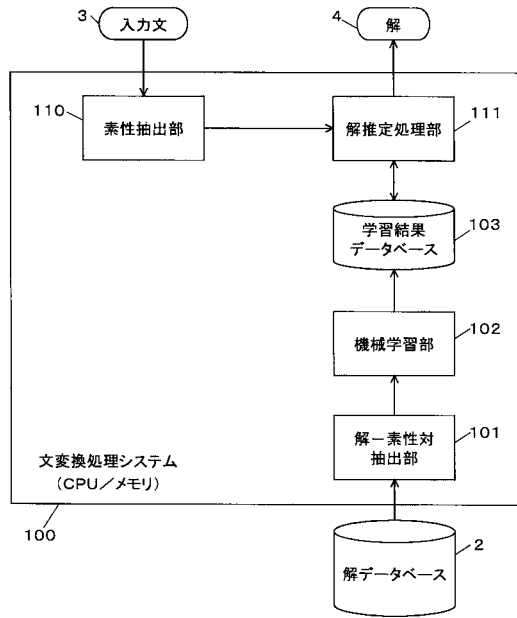 3
入力文
4
解
110
素性抽出部
解推定処理部
111
学習結果
データベース
103
機械学習部
102
解－素性対
抽出部
101
文変換処理システム
（CPU／メモリ）
100
解データベース
2